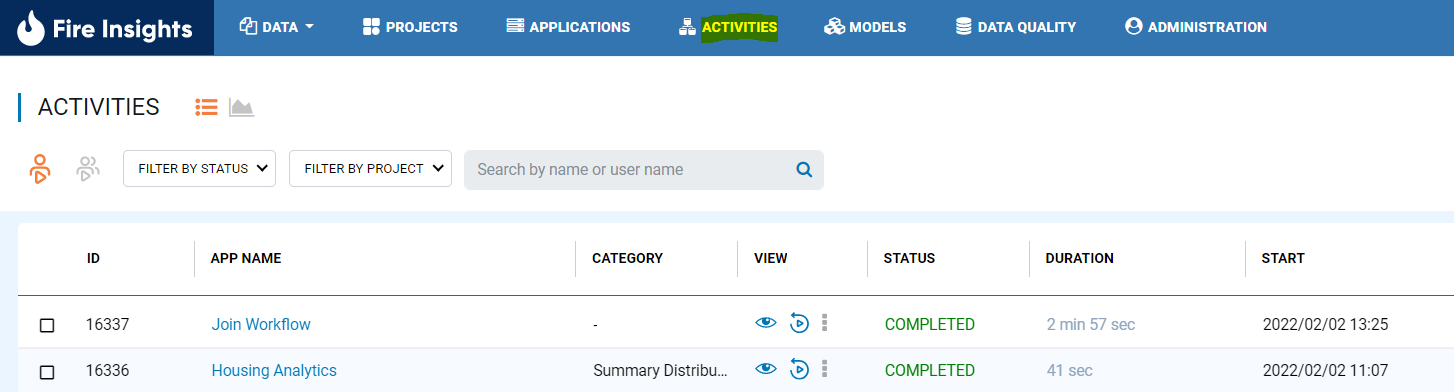 Fire Insights DATA PROJECTS APPLICATIONS ACTIVITIES MODELS DATA QUALITY ADMINISTRATION
ACTIVITIES
FILTER BY STATUS FILTER BY PROJECT Search by name or user name
ID APP NAME CATEGORY VIEW STATUS DURATION START
16337 Join Workflow - COMPLETED 2 min 57 sec 2022/02/02 13:25
16336 Housing Analytics Summary Distribu... COMPLETED 41 sec 2022/02/02 11:07